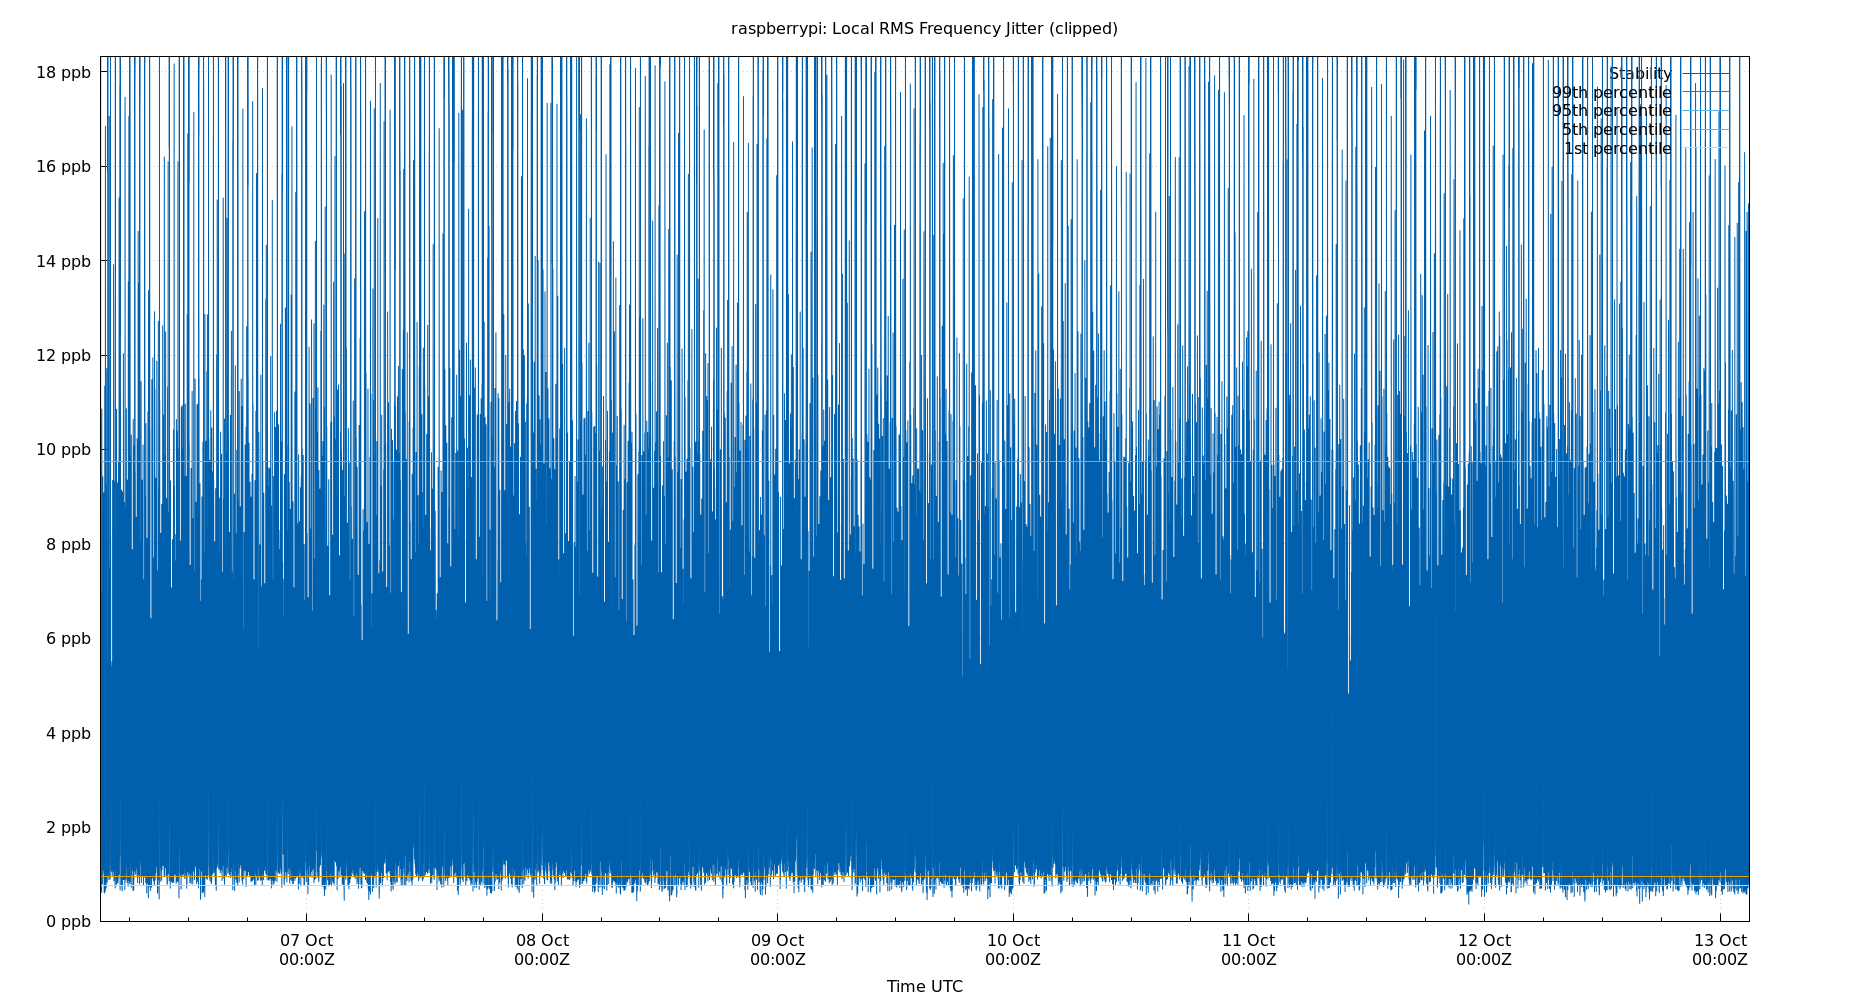 raspberrypi: Local RMS Frequency Jitter (clipped)
18 ppb
16 ppb
14 ppb
12 ppb
10 ppb
8 ppb
6 ppb
4 ppb
2 ppb
0 ppb
Stability
99th percentile
95th percentile
5th percentile
1st percentile
07 Oct 08 Oct 09 Oct 10 Oct 11 Oct 12 Oct 13 Oct
00:00Z 00:00Z 00:00Z 00:00Z 00:00Z 00:00Z 00:00Z
Time UTC